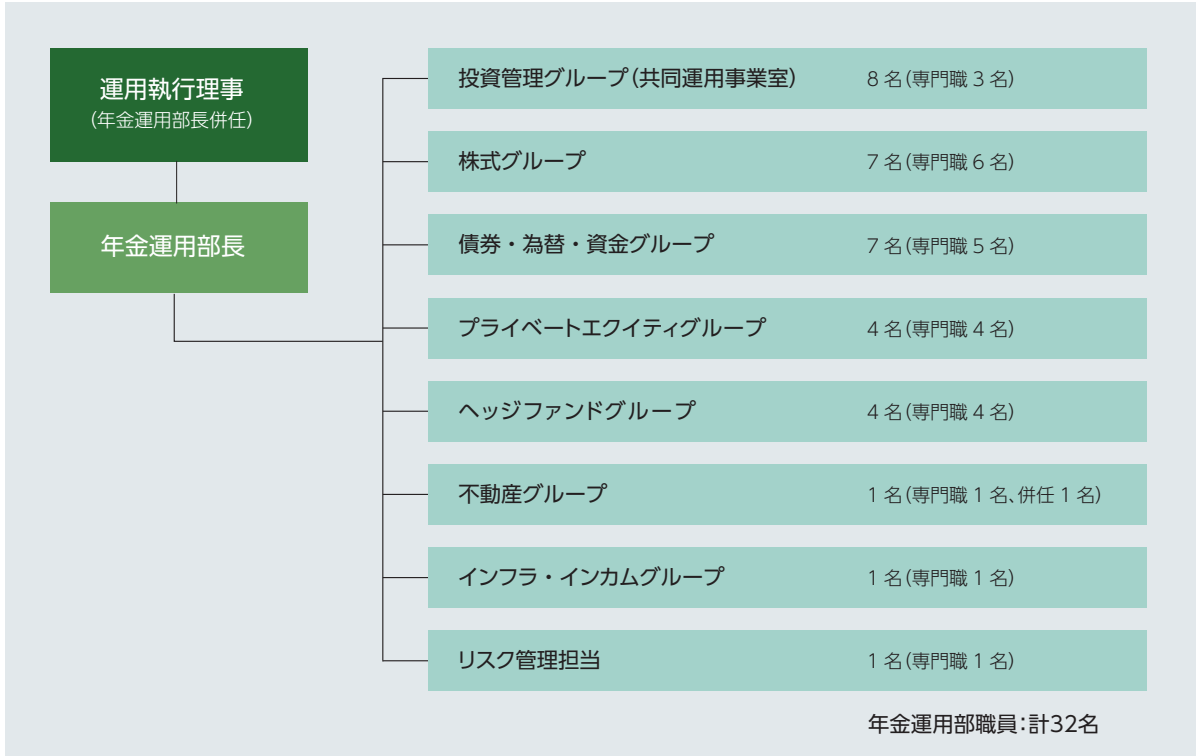 運用執行理事
(年金運用部長併任)
年金運用部長
投資管理グループ(共同運用事業室) 8名(専門職3名)
株式グループ 7名(専門職6名)
債券・為替・資金グループ 7名(専門職5名)
プライベートエクイティグループ 4名(専門職4名)
ヘッジファンドグループ 4名(専門職4名)
不動産グループ 1名(専門職1名、併任1名)
インフラ・インカムグループ 1名(専門職1名)
リスク管理担当 1名(専門職1名)
年金運用部職員：計32名